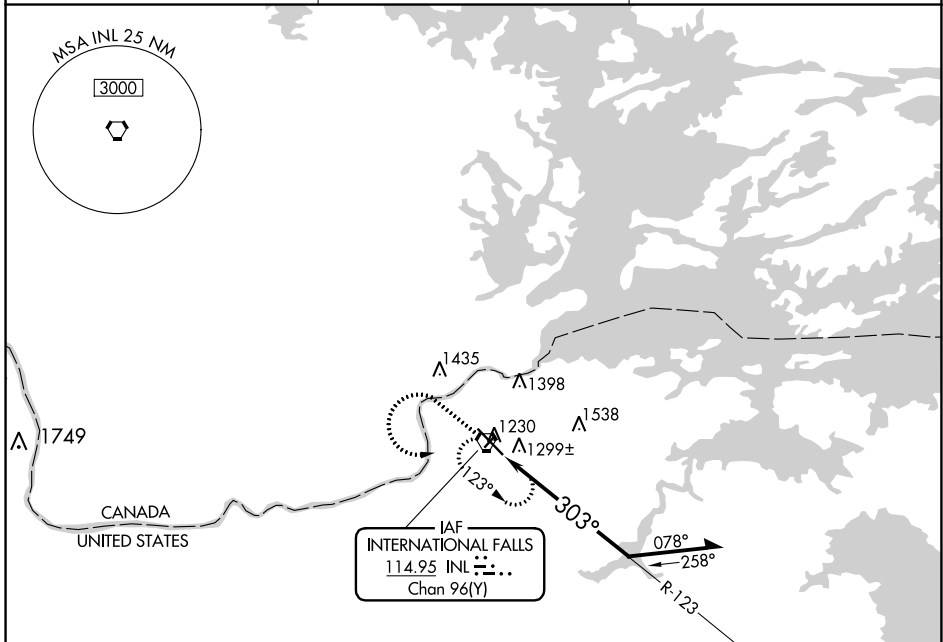 MSA INL 25 NM
3000
1435
1398
1538
1749
1230
1299±
123°
303°
078°
258°
CANADA
UNITED STATES
IAF
INTERNATIONAL FALLS
114.95 INL
Chan 96(Y)
R-123